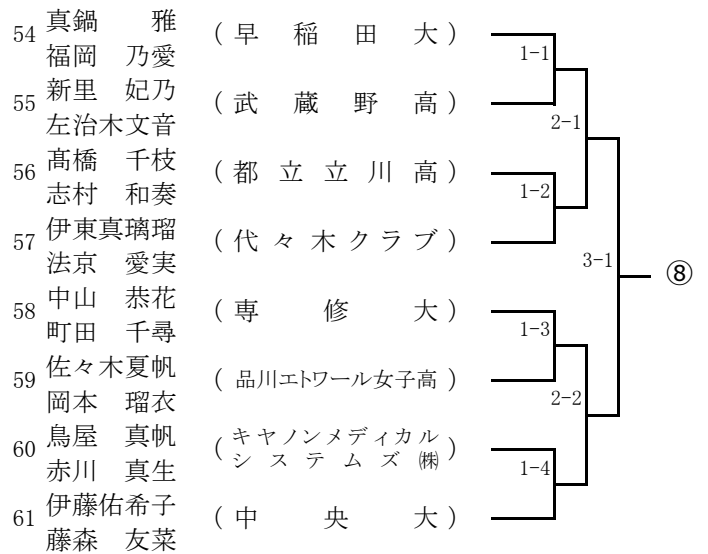 54 真鍋　雅 (早稲田大)
福岡　乃愛
1-1
55 新里　妃乃 (武蔵野高)
左治木文音
2-1
56 髙橋　千枝 (都立立川高)
志村　和奏
1-2
57 伊東真璃瑠 (代々木クラブ)
法京　愛実
3-1
⑧
58 中山　恭花 (専修大)
町田　千尋
1-3
59 佐々木夏帆 (品川エトワール女子高)
岡本　瑠衣
2-2
60 鳥屋　真帆 (キヤノンメディカル
システムズ㈱)
赤川　真生
1-4
61 伊藤佑希子 (中央大)
藤森　友菜